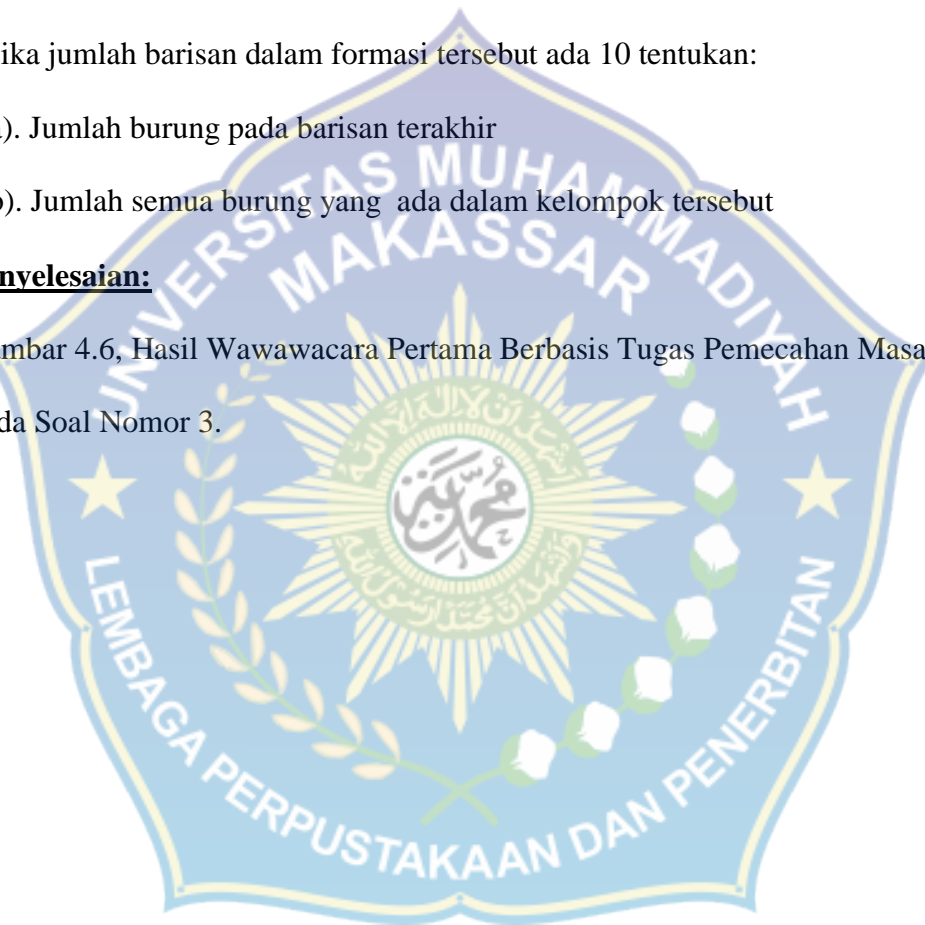 ika jumlah barisan dalam formasi tersebut ada 10 tentukan:
). Jumlah burung pada barisan terakhir
). Jumlah semua burung yang ada dalam kelompok tersebut
nyelesaian:
mbar 4.6, Hasil Wawawacara Pertama Berbasis Tugas Pemecahan Masa
da Soal Nomor 3.
UNIVERSITAS MUHAMMADIYAH
MAKASSAR
LEMBAGA PERPUSTAKAAN DAN PENERBITAN